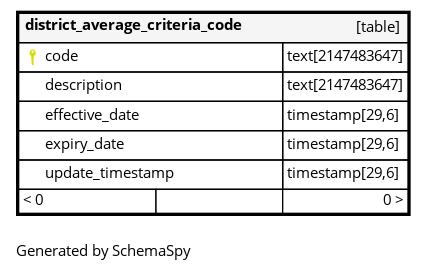 district_average_criteria_code [table]
code text[2147483647]
description text[2147483647]
effective_date timestamp[29,6]
expiry_date timestamp[29,6]
update_timestamp timestamp[29,6]
< 0 0 >
Generated by SchemaSpy